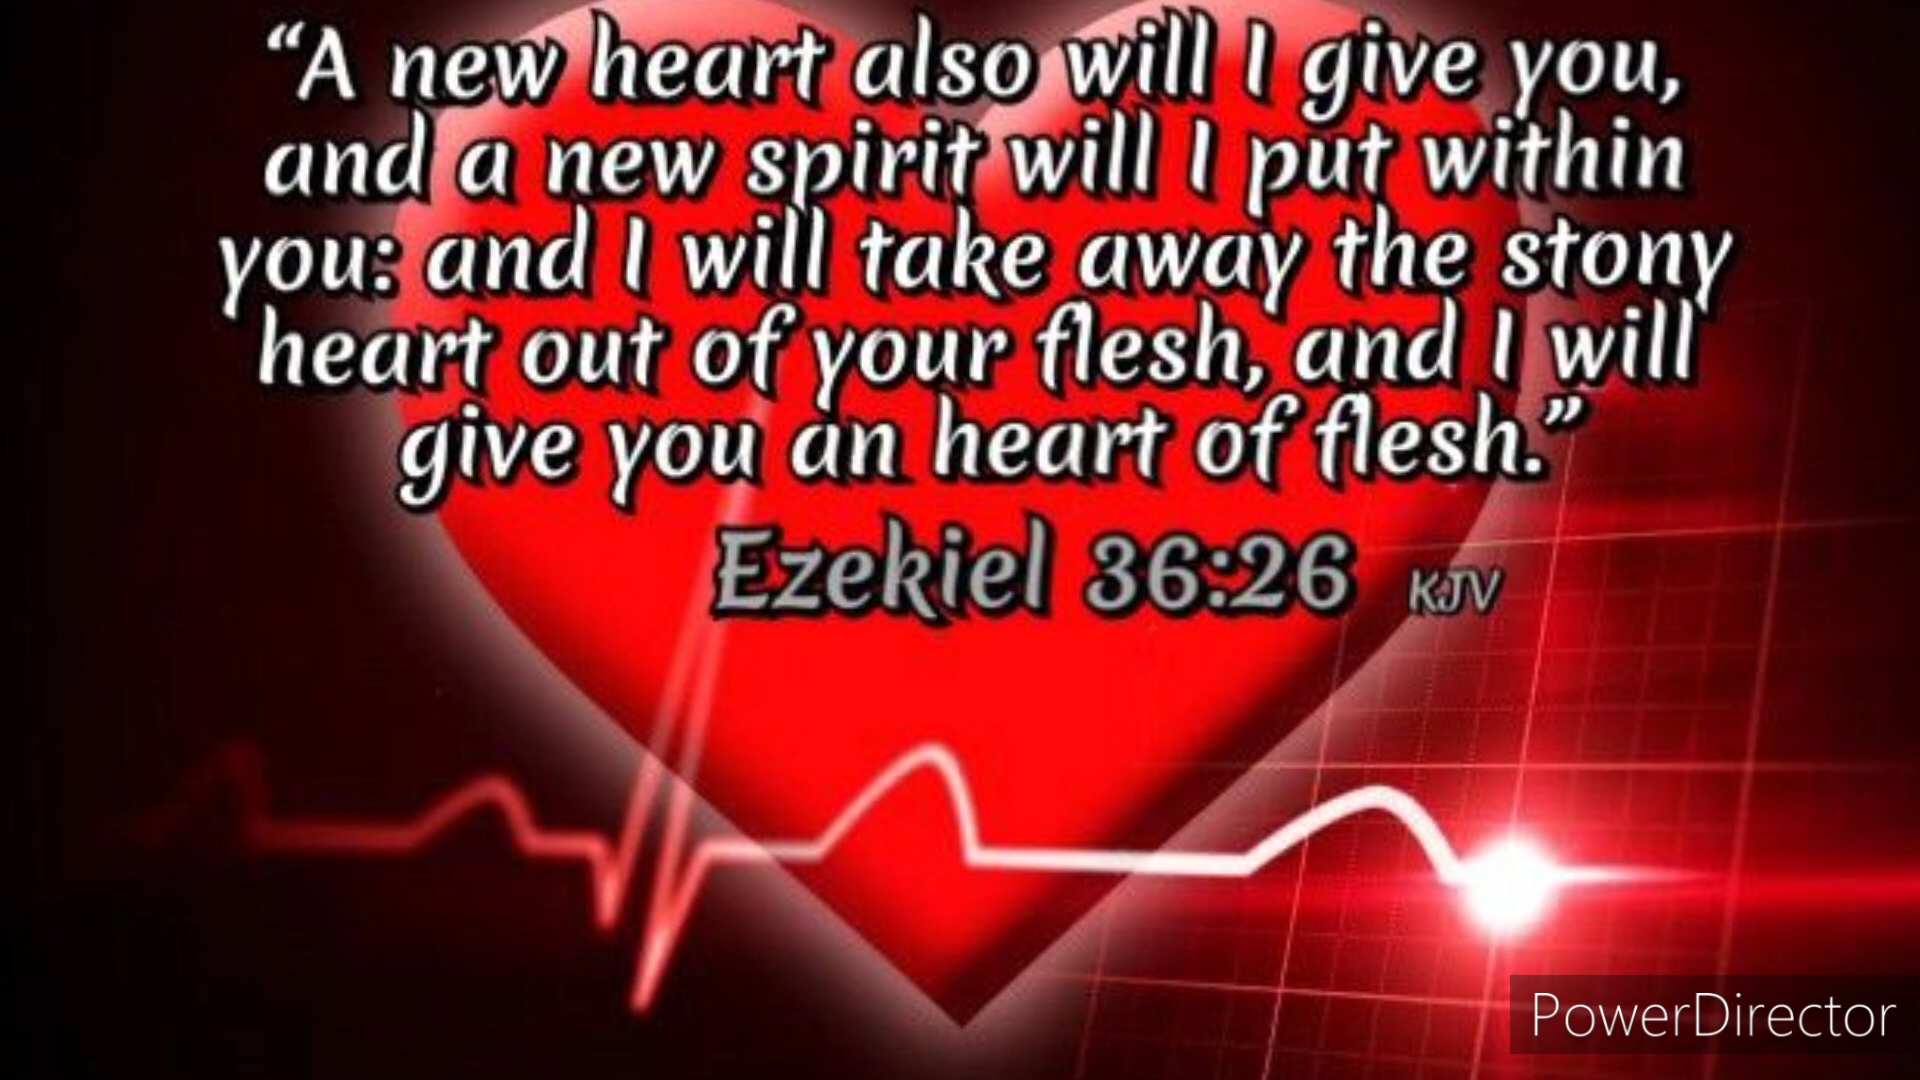 “A new heart also will I give you,
and a new spirit will I put within
you: and I will take away the stony
heart out of your flesh, and I will
give you an heart of flesh.”
Ezekiel 36:26 KJV
PowerDirector